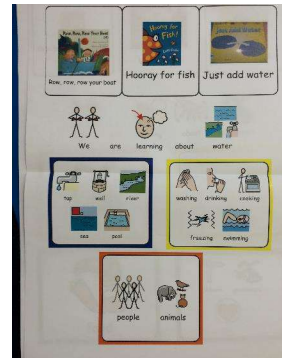 Row, row, row your boat
Hooray for fish
Just add water
We are learning about water
tap well river
sea pool
washing drinking cooking
freezing swimming
people animals